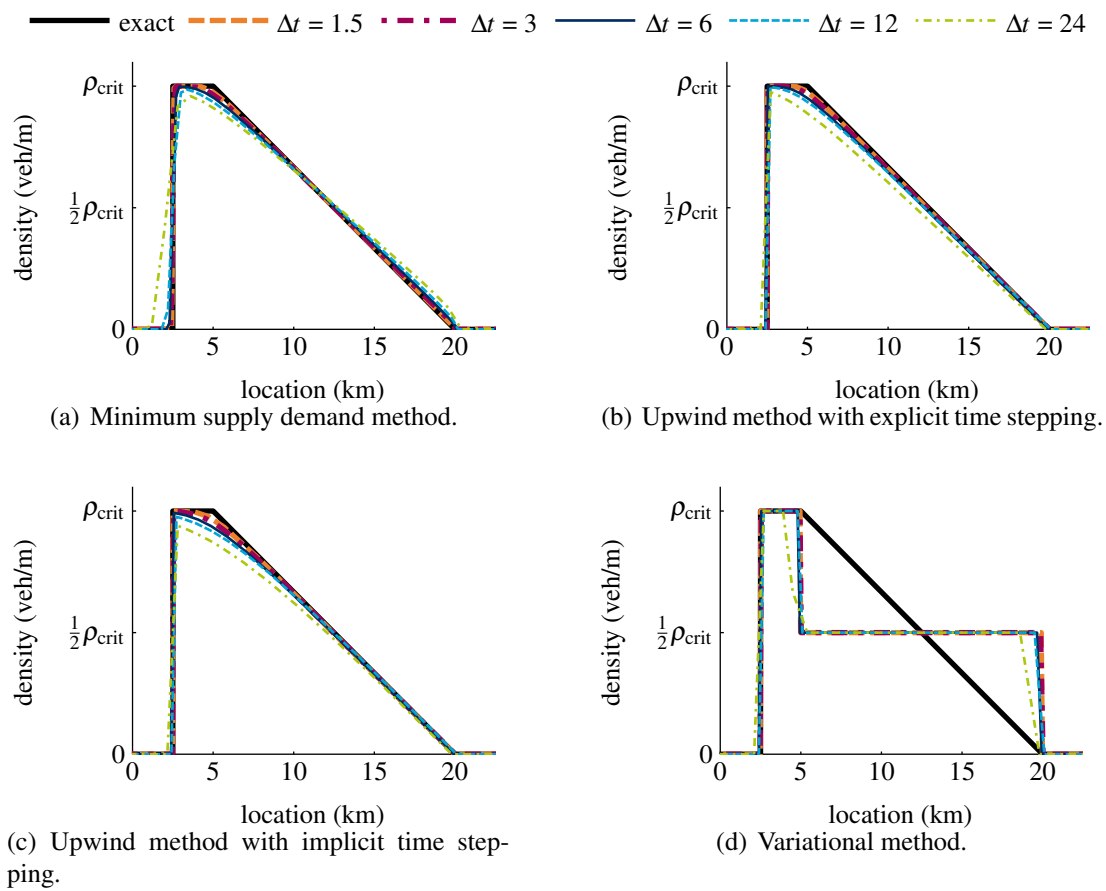 exact Δt = 1.5 Δt = 3 Δt = 6 Δt = 12 Δt = 24
ρcrit
½ρcrit
0
density (veh/m)
0 5 10 15 20
location (km)
(a) Minimum supply demand method.
ρcrit
½ρcrit
0
density (veh/m)
0 5 10 15 20
location (km)
(b) Upwind method with explicit time stepping.
ρcrit
½ρcrit
0
density (veh/m)
0 5 10 15 20
location (km)
(c) Upwind method with implicit time step-
ping.
ρcrit
½ρcrit
0
density (veh/m)
0 5 10 15 20
location (km)
(d) Variational method.